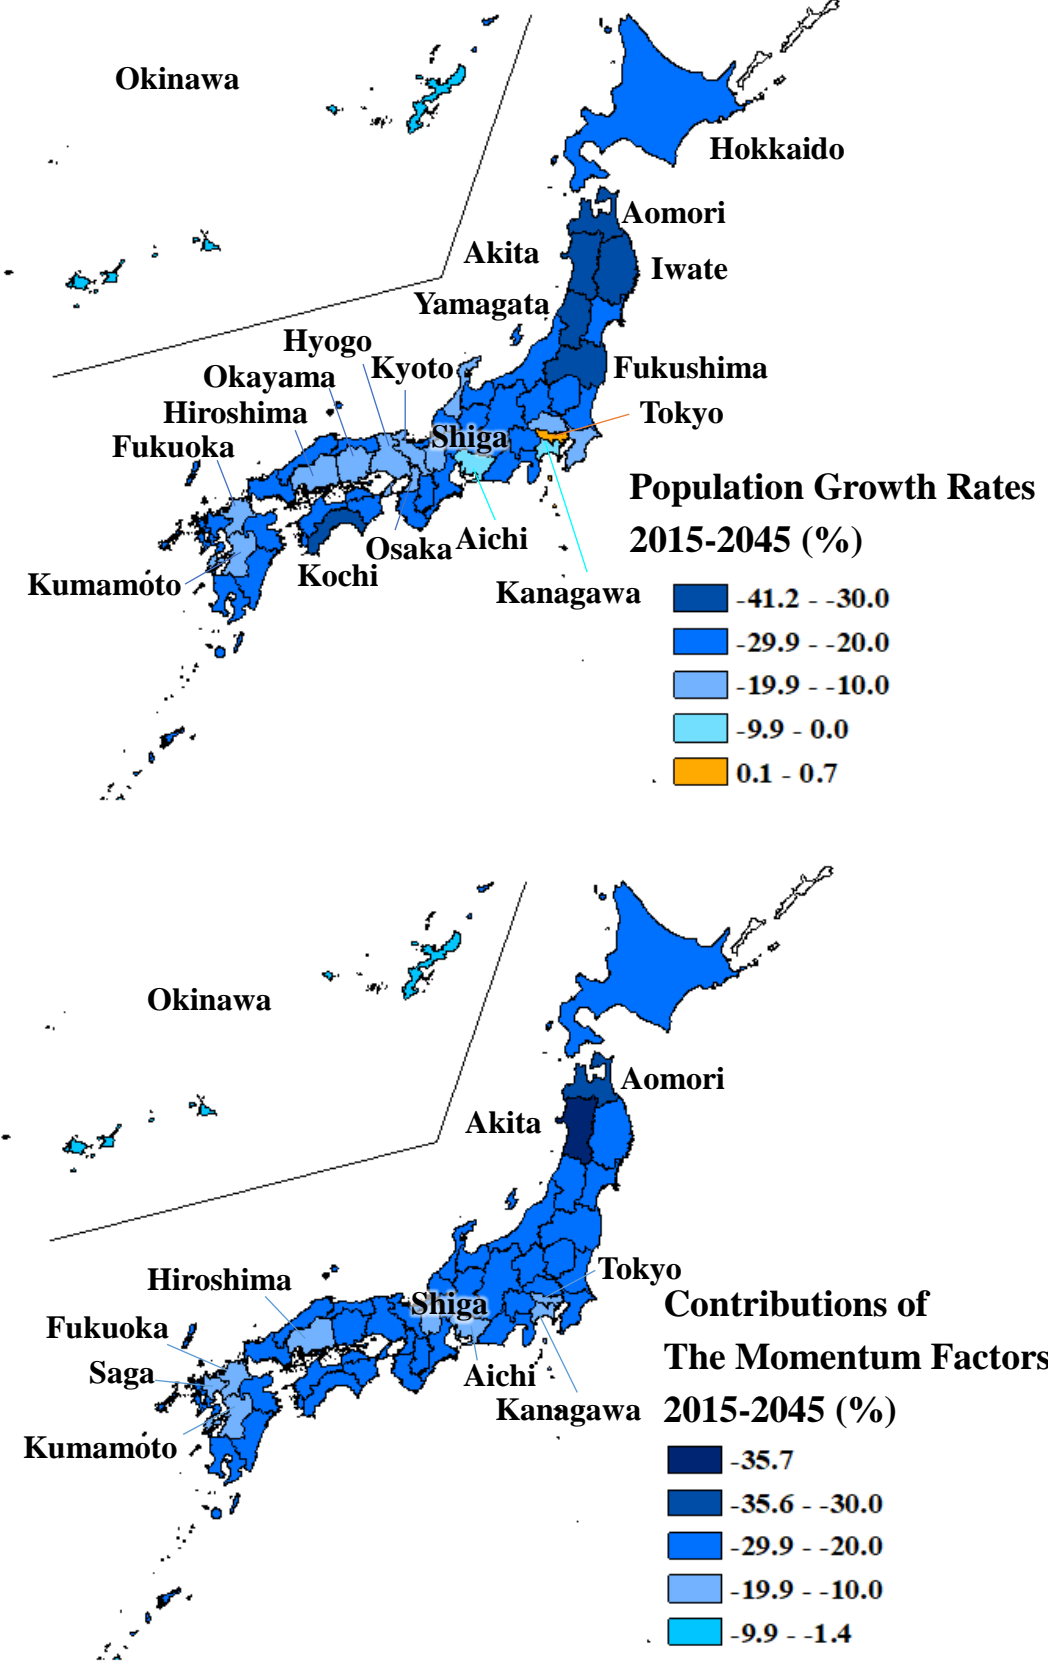 Okinawa
Hokkaido
Aomori
Akita
Iwate
Yamagata
Hyogo
Kyoto
Okayama
Fukushima
Hiroshima
Tokyo
Fukuoka
Shiga
Population Growth Rates
2015-2045 (%)
Osaka
Aichi
Kochi
Kumamoto
Kanagawa
-41.2 - -30.0
-29.9 - -20.0
-19.9 - -10.0
-9.9 - 0.0
0.1 - 0.7
Okinawa
Aomori
Akita
Tokyo
Hiroshima
Shiga
Contributions of
Fukuoka
The Momentum Factors
Saga
Aichi
Kanagawa
2015-2045 (%)
Kumamoto
-35.7
-35.6 - -30.0
-29.9 - -20.0
-19.9 - -10.0
-9.9 - -1.4